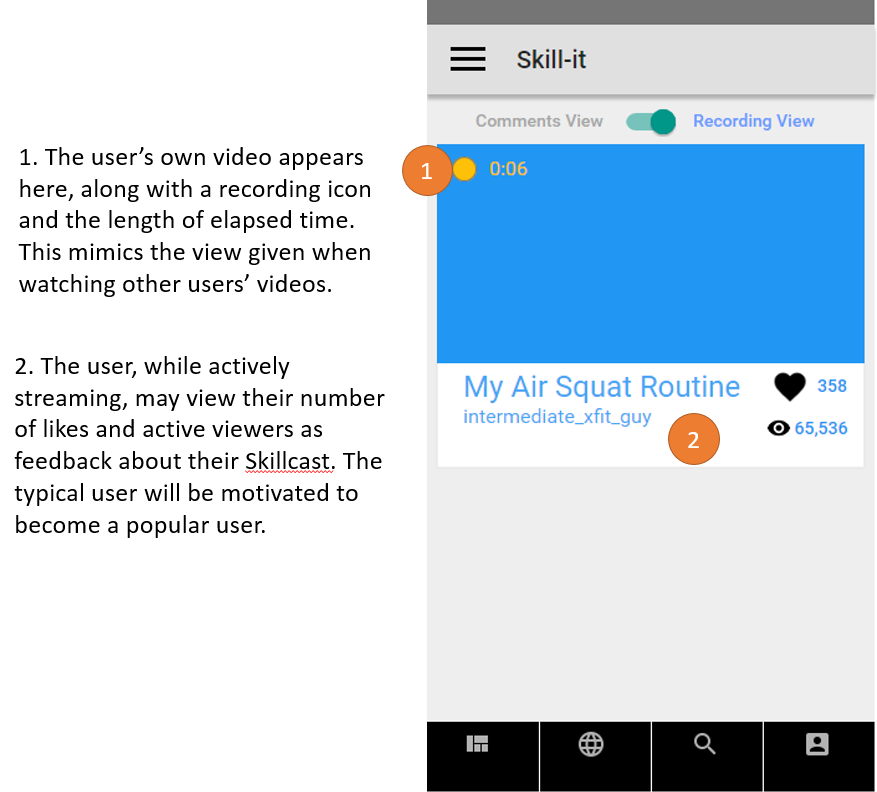 Skill-it
Comments View
Recording View
1. The user’s own video appears
here, along with a recording icon
and the length of elapsed time.
This mimics the view given when
watching other users’ videos.
1
0:06
2. The user, while actively
streaming, may view their number
of likes and active viewers as
feedback about their Skillcast. The
typical user will be motivated to
become a popular user.
My Air Squat Routine
358
intermediate_xfit_guy
2
65,536